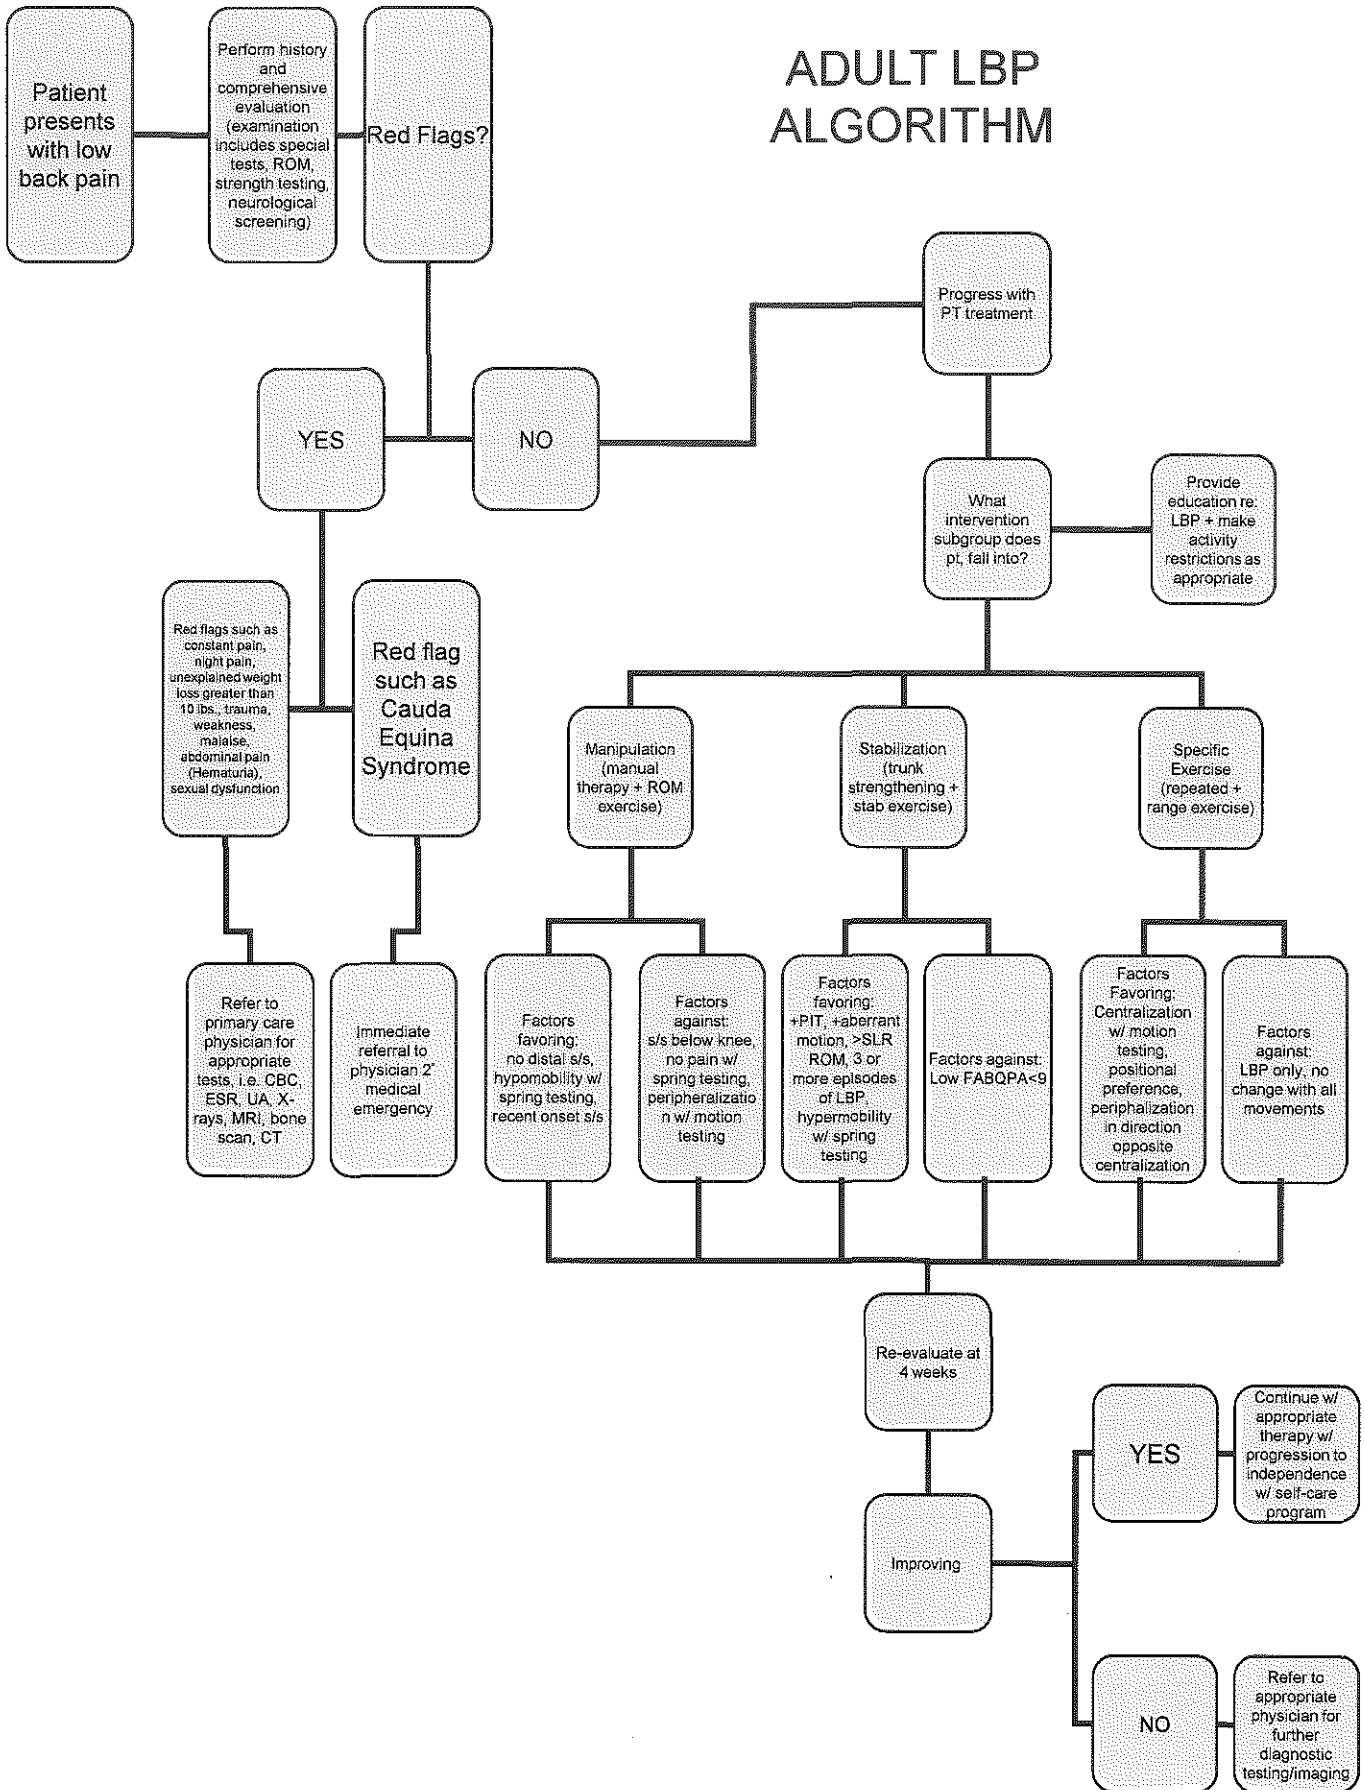 ADULT LBP
ALGORITHM
Patient
presents
with low
back pain
Perform history
and
comprehensive
evaluation
(examination
includes special
tests, ROM,
strength testing,
neurological
screening)
Red Flags?
YES
NO
Progress with
PT treatment
What
intervention
subgroup does
pt, fall into?
Provide
education re:
LBP + make
activity
restrictions as
appropriate
Red flags such as
constant pain,
night pain,
unexplained weight
loss greater than
10 lbs., trauma,
weakness,
malaise,
abdominal pain
(Hematuria),
sexual dysfunction
Red flag
such as
Cauda
Equina
Syndrome
Manipulation
(manual
therapy + ROM
exercise)
Stabilization
(trunk
strengthening +
stab exercise)
Specific
Exercise
(repeated +
range exercise)
Refer to
primary care
physician for
appropriate
tests, i.e. CBC,
ESR, UA, X-
rays, MRI, bone
scan, CT
Immediate
referral to
physician 2°
medical
emergency
Factors
favoring:
no distal s/s,
hypomobility w/
spring testing,
recent onset s/s
Factors
against:
s/s below knee,
no pain w/
spring testing,
peripheralizatio
n w/ motion
testing
Factors
favoring:
+PIT, +aberrant
motion, >SLR
ROM, 3 or
more episodes
of LBP,
hypermobility
w/ spring
testing
Factors against:
Low FABQPA<9
Factors
Favoring:
Centralization
w/ motion
testing,
positional
preference,
periphalization
in direction
opposite
centralization
Factors
against:
LBP only, no
change with all
movements
Re-evaluate at
4 weeks
Improving
YES
Continue w/
appropriate
therapy w/
progression to
independence
w/ self-care
program
NO
Refer to
appropriate
physician for
further
diagnostic
testing/imaging